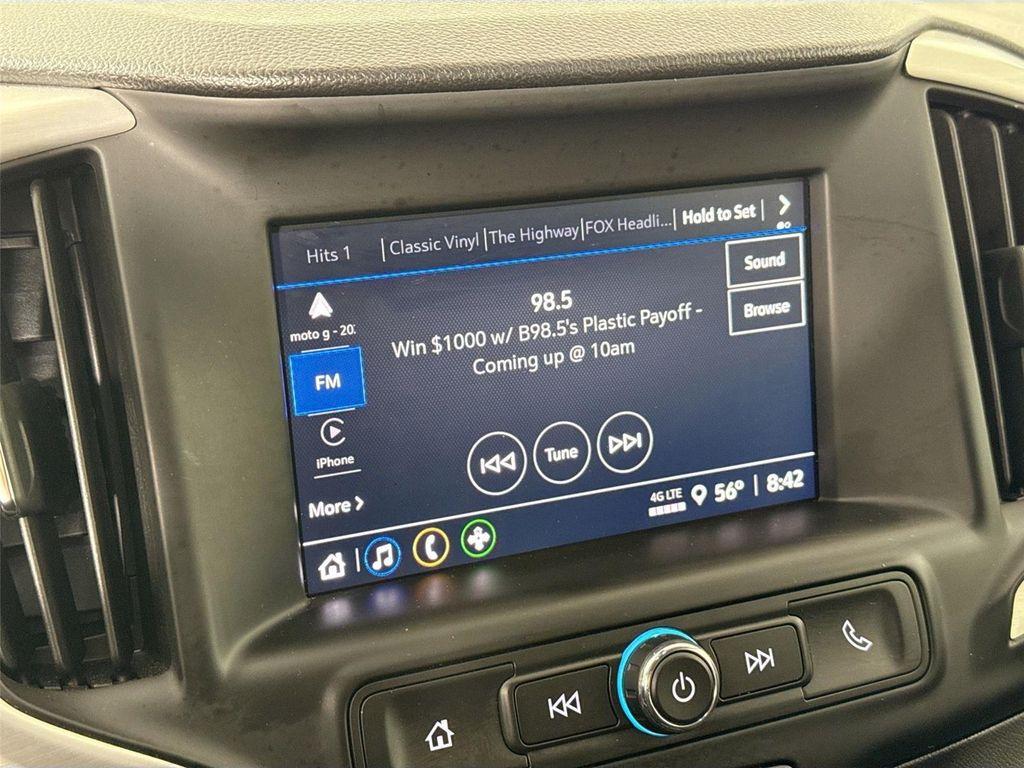 Hits 1 | Classic Vinyl | The Highway | FOX Headli... | Hold to Set |
Sound
Browse
moto g - 20
FM
iPhone
More
98.5
Win $1000 w/ B98.5's Plastic Payoff -
Coming up @ 10am
Tune
4G LTE 56° | 8:42